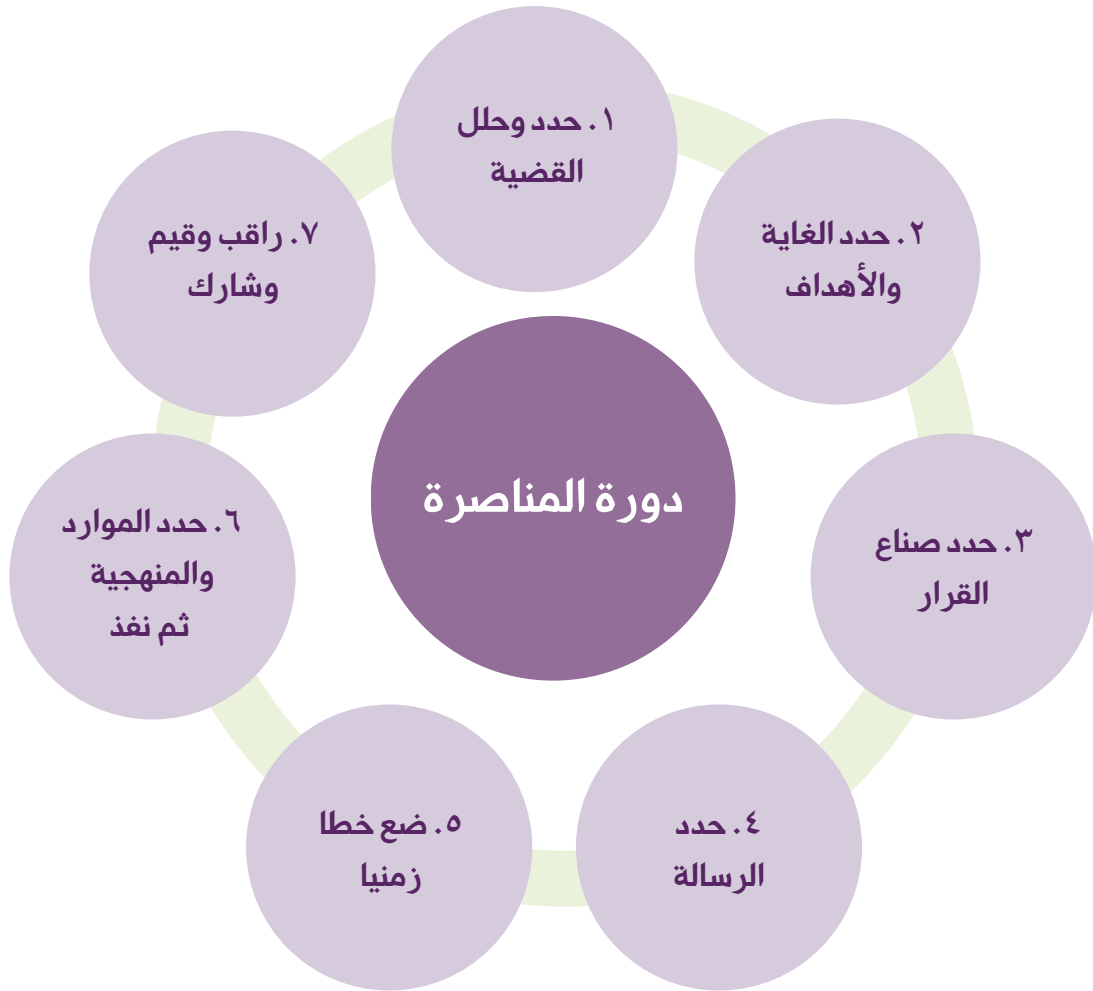 ١. حدد وحلل
القضية
٢. حدد الغاية
والأهداف
٣. حدد صناع
القرار
٤. حدد
الرسالة
٥. ضع خطا
زمنيا
٦. حدد الموارد
والمنهجية
ثم نفذ
٧. راقب وقيم
وشارك
دورة المناصرة